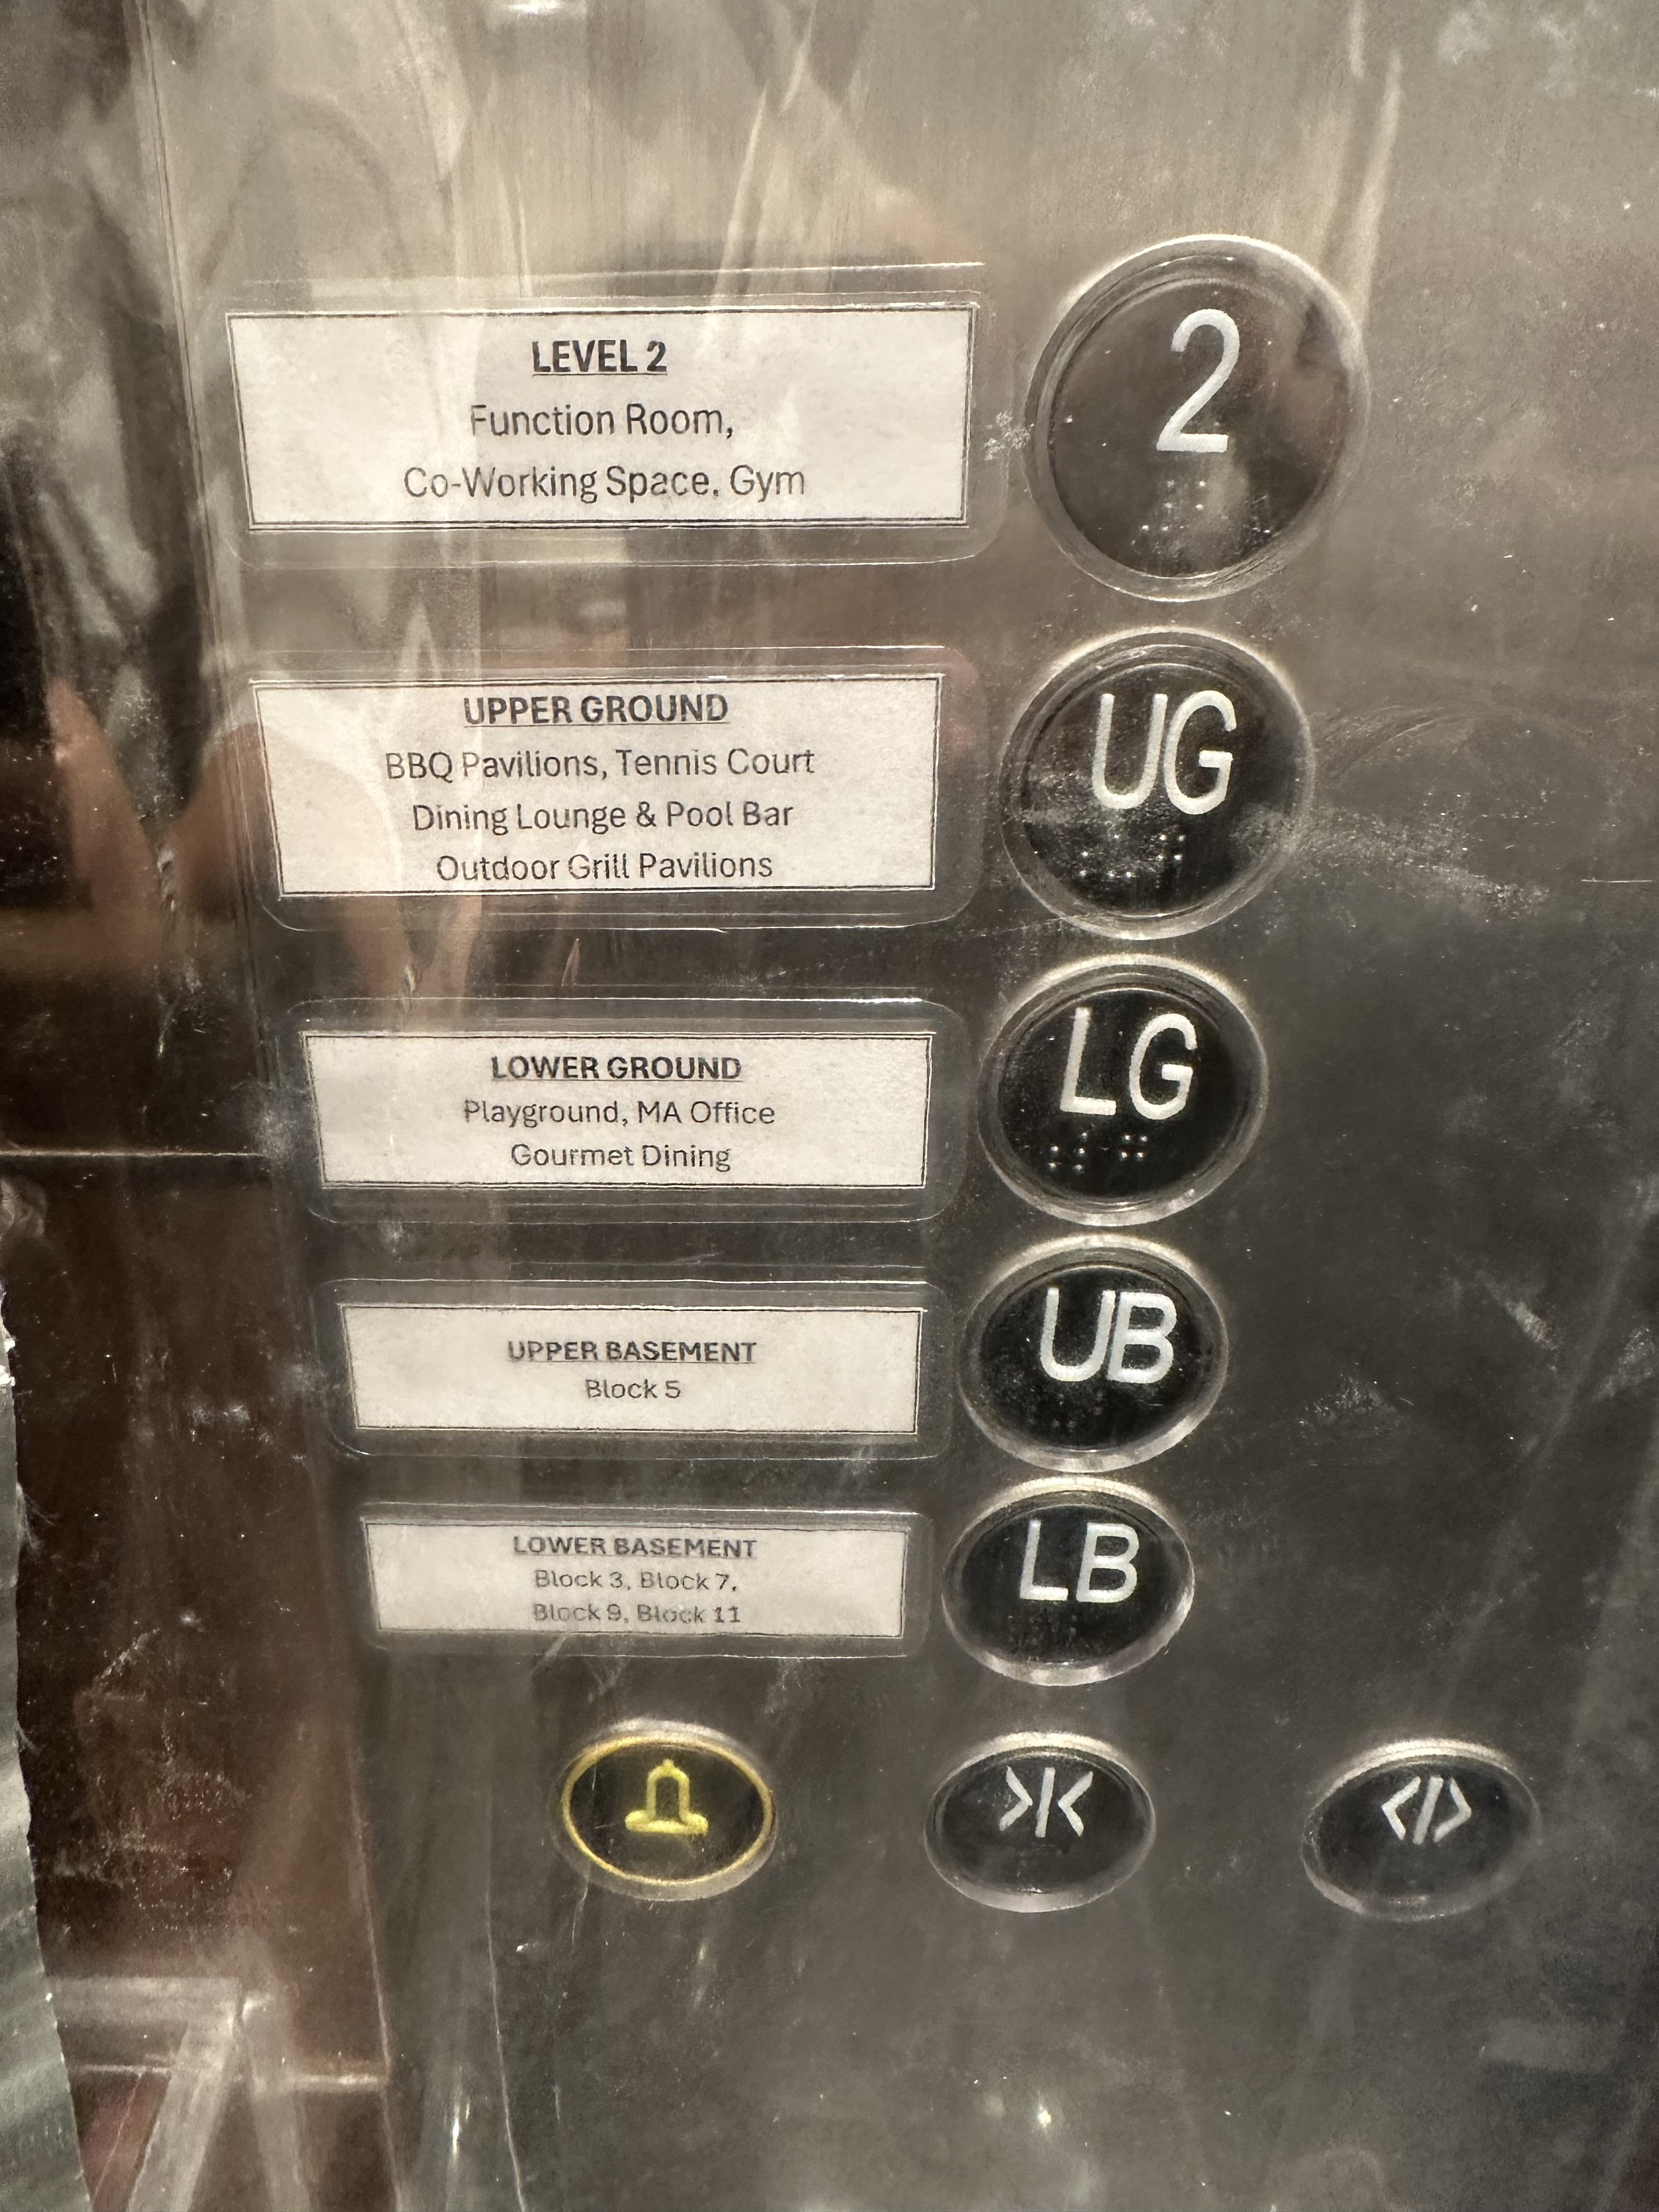 LEVEL 2
Function Room,
Co-Working Space, Gym
2
UPPER GROUND
BBQ Pavilions, Tennis Court
Dining Lounge & Pool Bar
Outdoor Grill Pavilions
UG
LOWER GROUND
Playground, MA Office
Gourmet Dining
LG
UPPER BASEMENT
Block 5
UB
LOWER BASEMENT
Block 3, Block 7,
Block 9, Block 11
LB
>|<
<|>